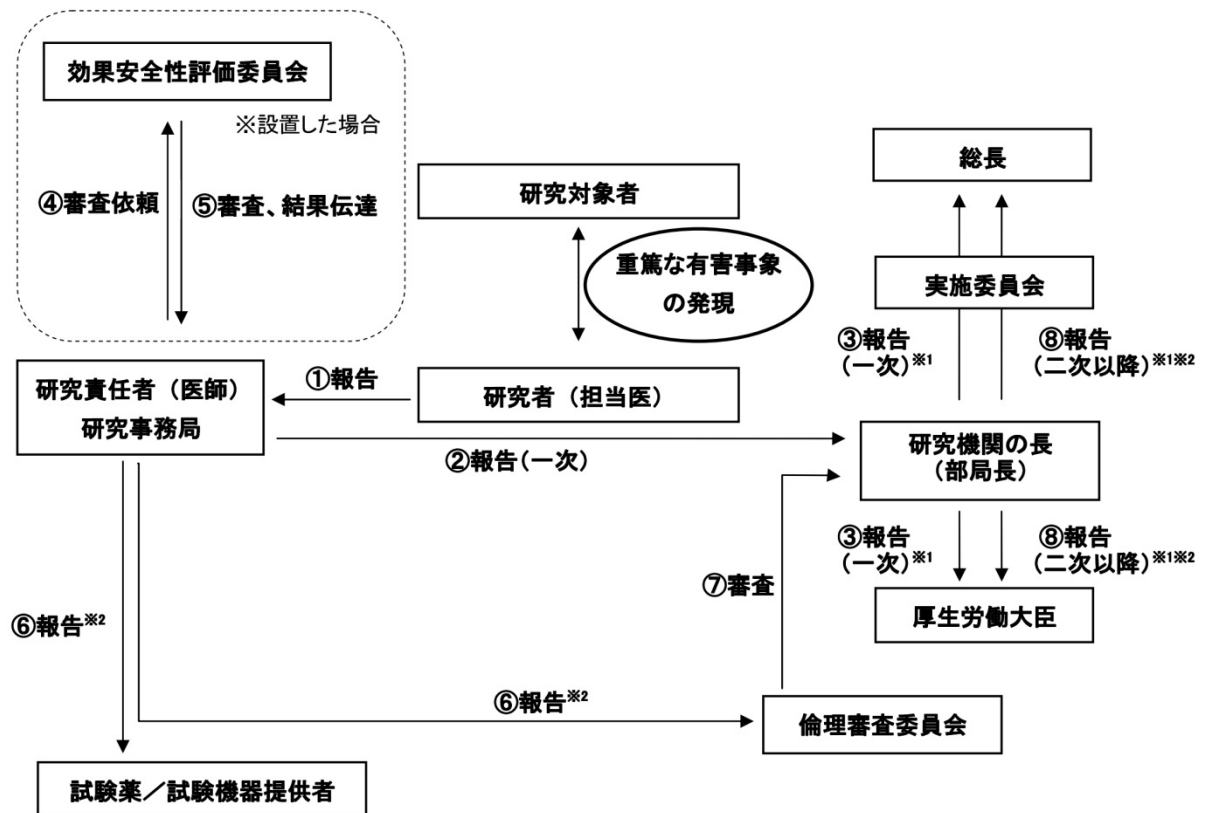 効果安全性評価委員会
※設置した場合
④審査依頼
⑤審査、結果伝達
研究対象者
重篤な有害事象
の発現
総長
実施委員会
③報告
(一次)※1
⑧報告
(二次以降)※1※2
研究責任者（医師）
研究事務局
①報告
研究者（担当医）
②報告(一次)
研究機関の長
（部局長）
③報告
(一次)※1
⑧報告
(二次以降)※1※2
厚生労働大臣
⑦審査
⑥報告※2
⑥報告※2
倫理審査委員会
試験薬／試験機器提供者